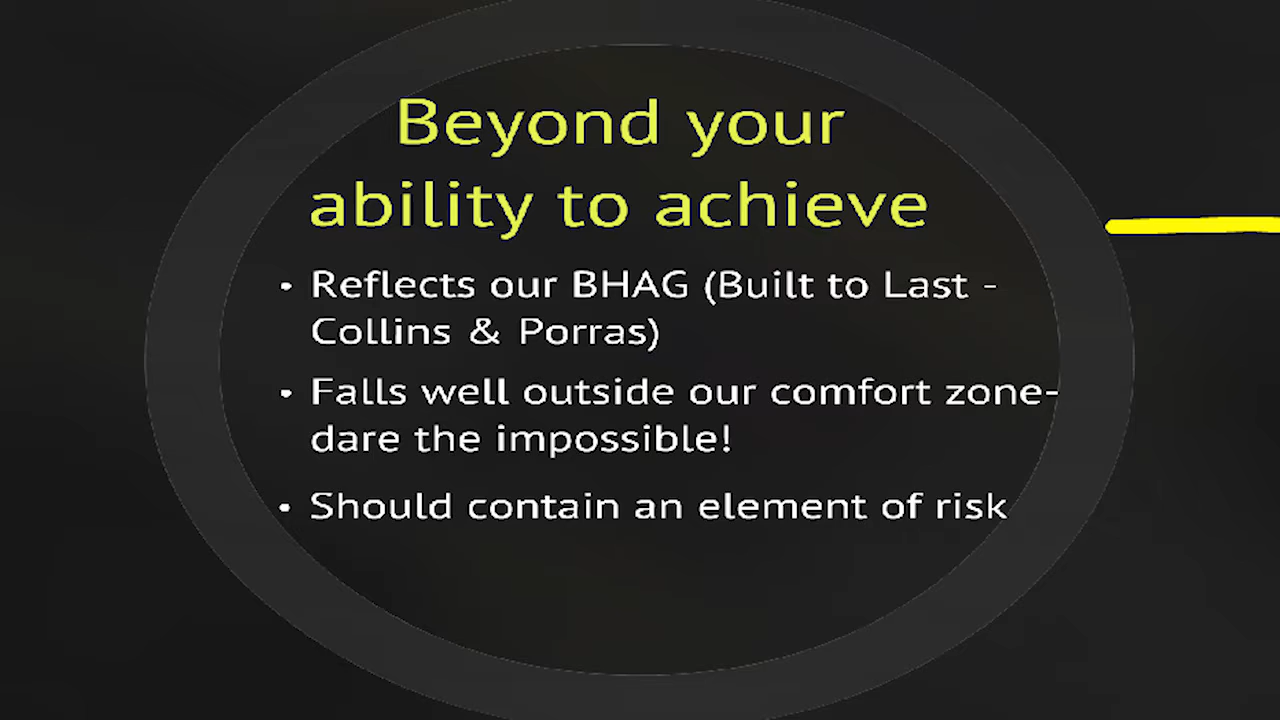 Beyond your
ability to achieve
• Reflects our BHAG (Built to Last -
Collins & Porras)
• Falls well outside our comfort zone-
dare the impossible!
• Should contain an element of risk